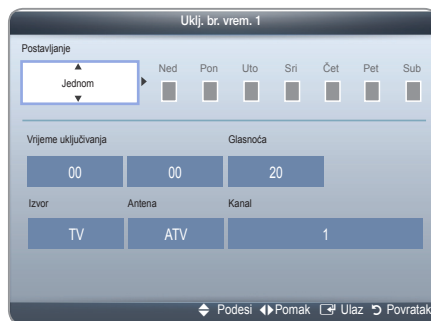 Uklj. br. vrem. 1
Postavljanje
Jednom
Ned Pon Uto Sri Čet Pet Sub
Vrijeme uključivanja Glasnoća
00 00 20
Izvor Antena Kanal
TV ATV 1
Podesi Pomak Ulaz Povratak